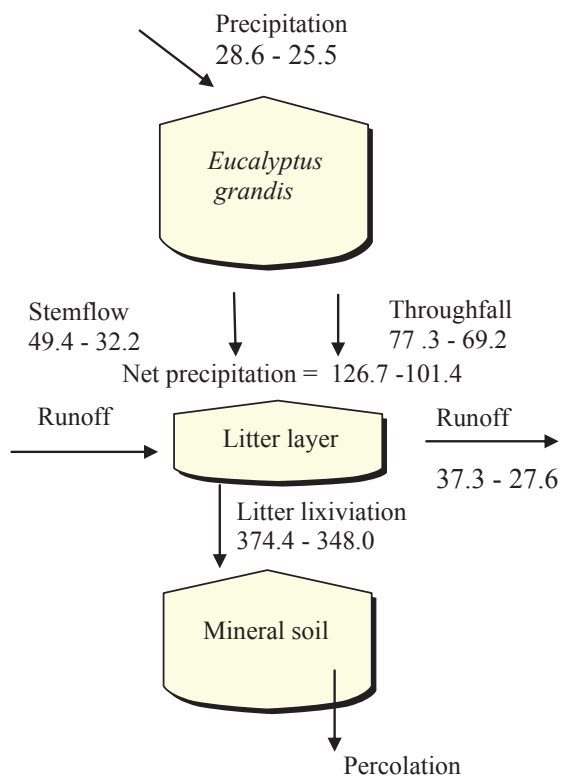 Precipitation
28.6 - 25.5
Eucalyptus
grandis
Stemflow
49.4 - 32.2
Throughfall
77 .3 - 69.2
Net precipitation = 126.7 -101.4
Runoff
Litter layer
Runoff
37.3 - 27.6
Litter lixiviation
374.4 - 348.0
Mineral soil
Percolation